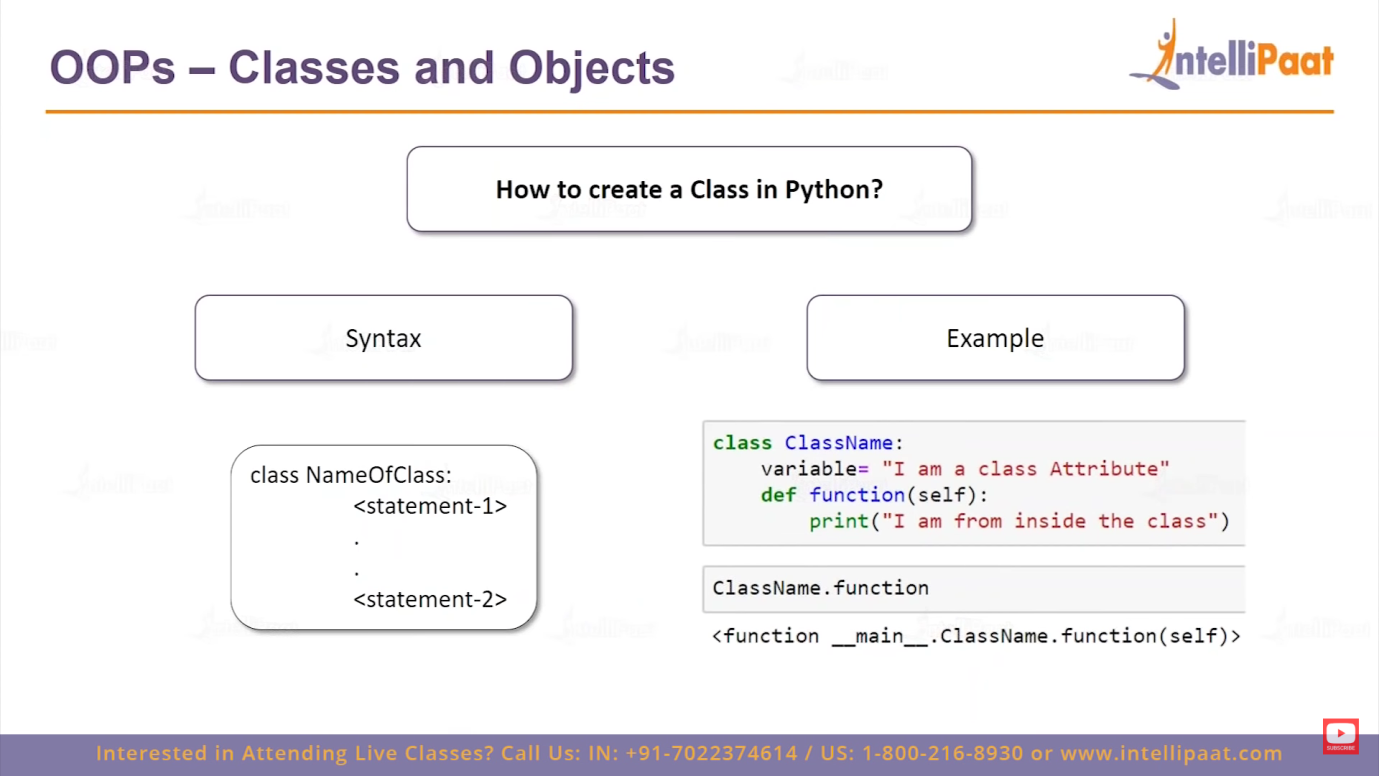 OOPs – Classes and Objects
IntelliPaat
How to create a Class in Python?
Syntax
Example
class NameOfClass:
<statement-1>
.
.
<statement-2>
class ClassName:
variable= "I am a class Attribute"
def function(self):
print("I am from inside the class")
ClassName.function
<function __main__.ClassName.function(self)>
SUBSCRIBE
Interested in Attending Live Classes? Call Us: IN: +91-7022374614 / US: 1-800-216-8930 or www.intellipaat.com